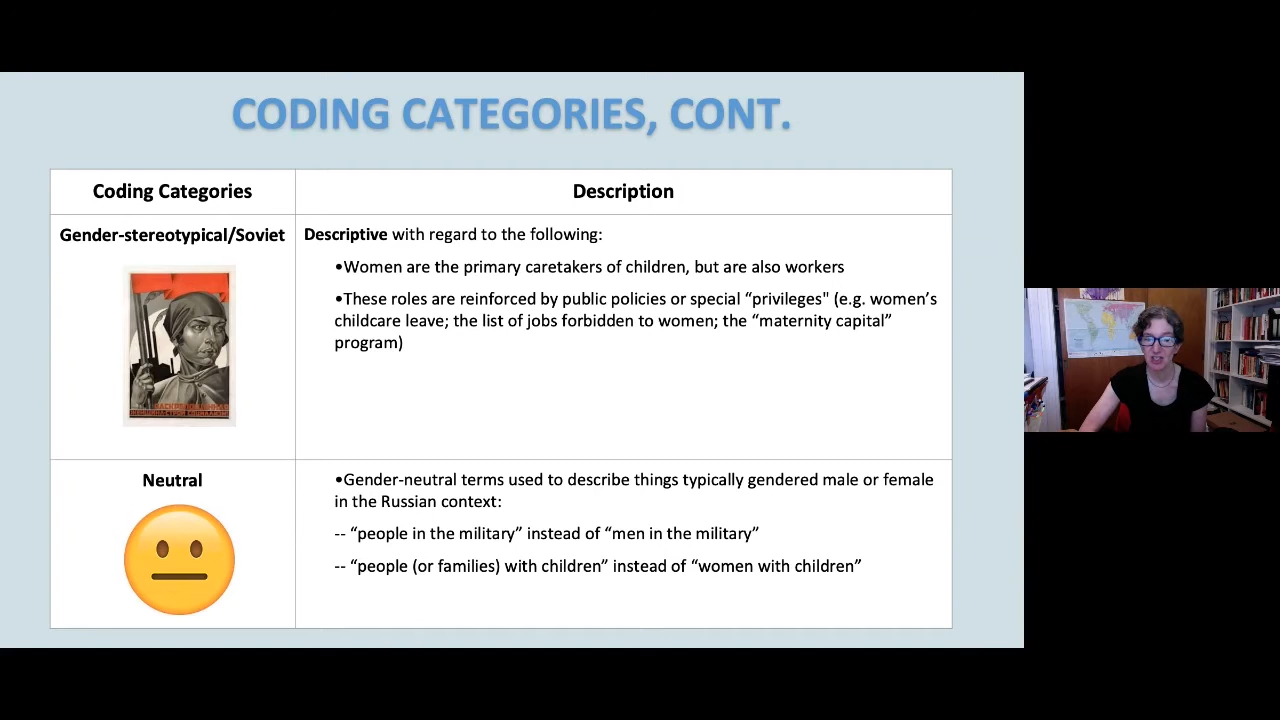 CODING CATEGORIES, CONT.
Coding Categories
Description
Gender-stereotypical/Soviet
Descriptive with regard to the following:
•Women are the primary caretakers of children, but are also workers
•These roles are reinforced by public policies or special “privileges" (e.g. women’s
childcare leave; the list of jobs forbidden to women; the “maternity capital”
program)
Neutral
•Gender-neutral terms used to describe things typically gendered male or female
in the Russian context:
-- “people in the military” instead of “men in the military”
-- “people (or families) with children” instead of “women with children”